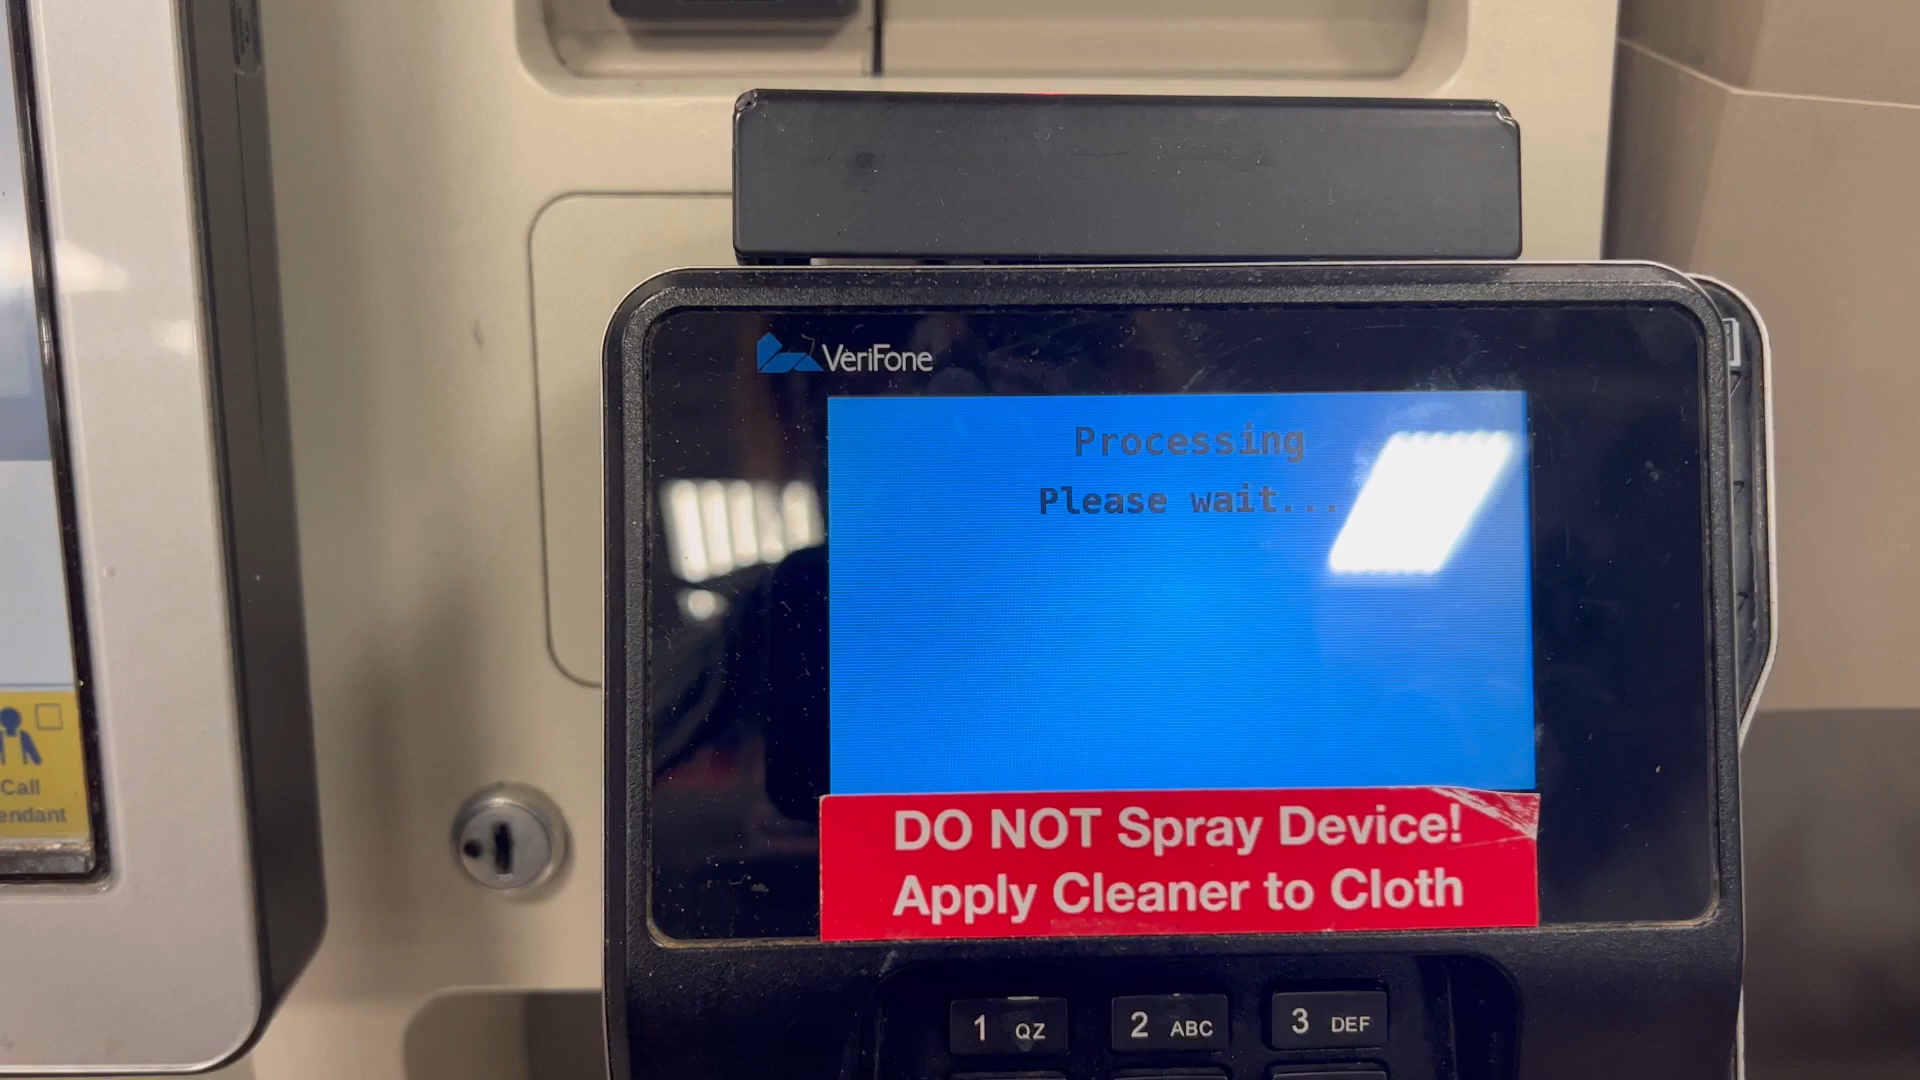 VeriFone
Processing
Please wait...
DO NOT Spray Device!
Apply Cleaner to Cloth
1 QZ
2 ABC
3 DEF
Call